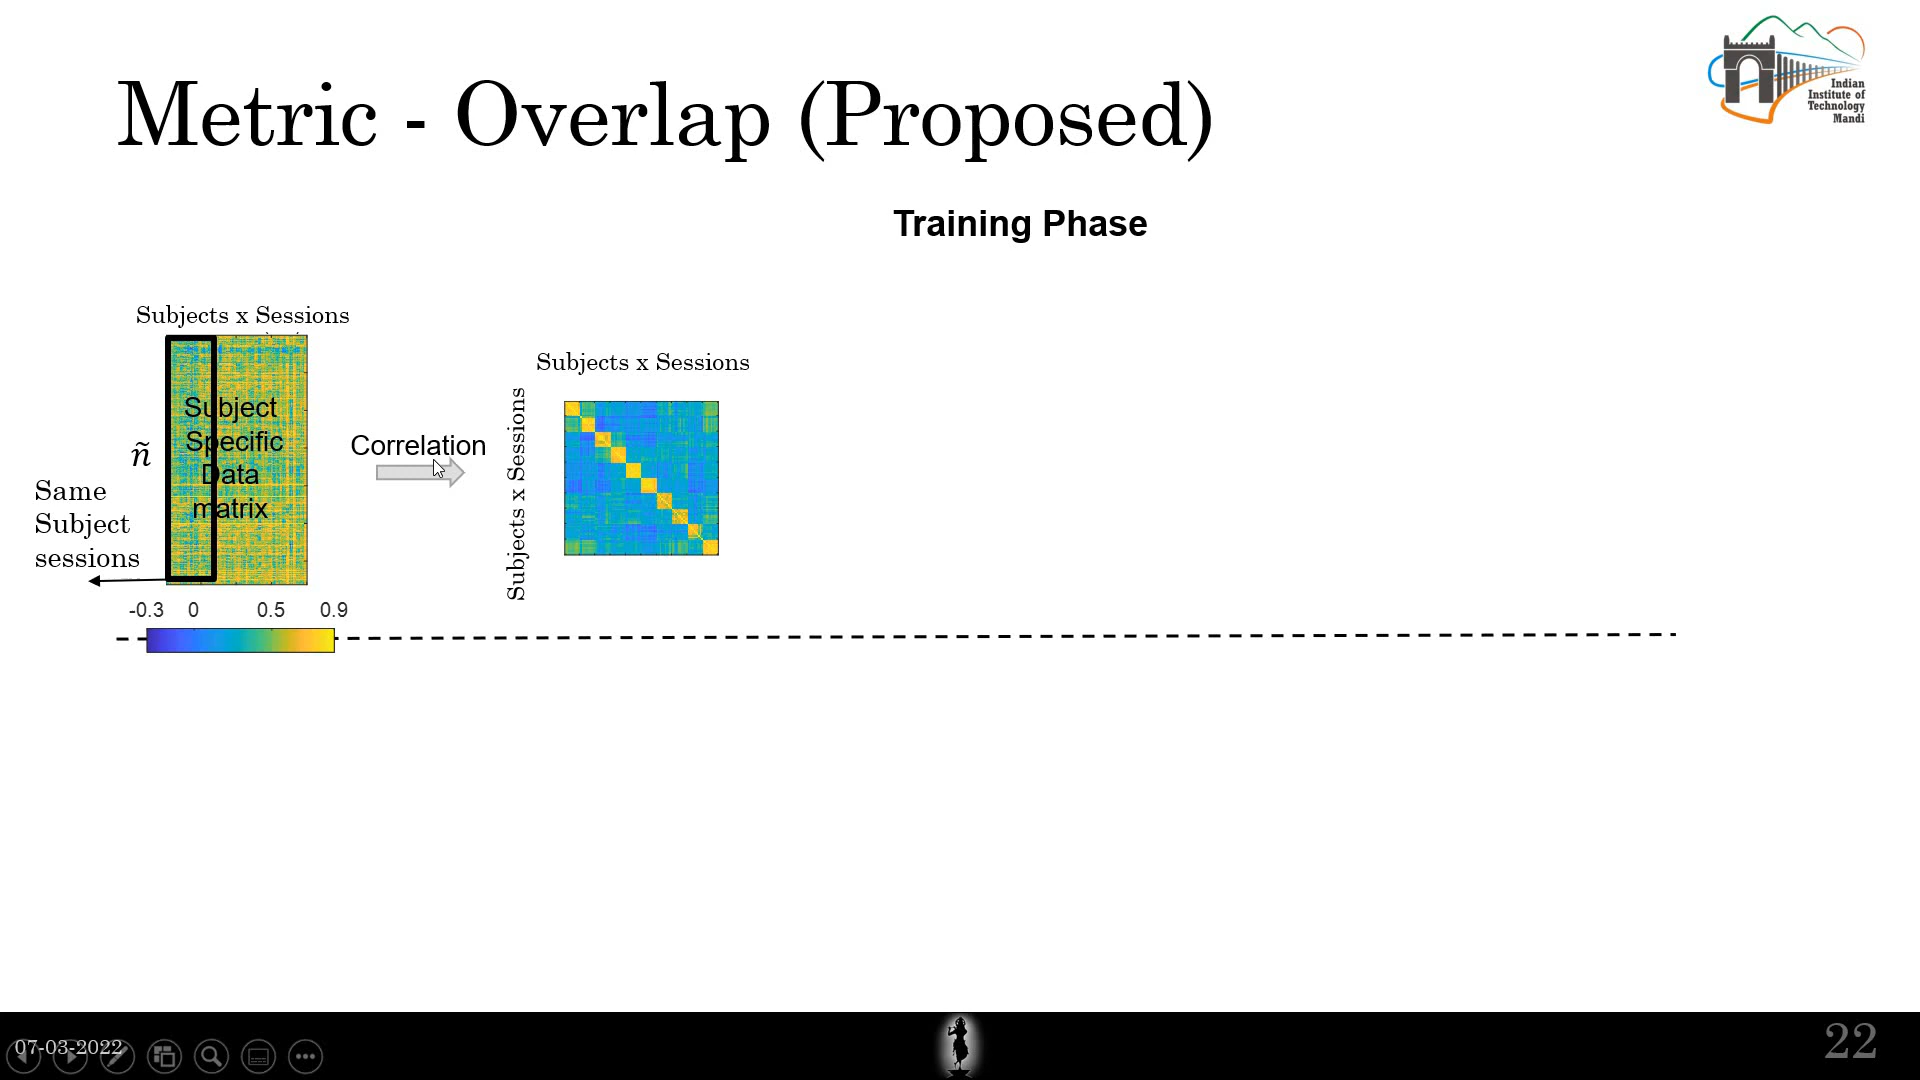 Metric - Overlap (Proposed)
Indian
Institute of
Technology
Mandi
Training Phase
Subjects x Sessions
Subject
Specific
Data
matrix
ñ
Same
Subject
sessions
-0.3 0 0.5 0.9
Correlation
Subjects x Sessions
Subjects x Sessions
07-03-2022
22